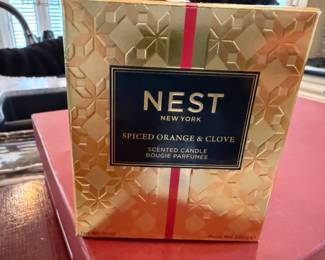 NEST
NEW YORK
SPICED ORANGE & CLOVE
SCENTED CANDLE
BOUGIE PARFUMÉE